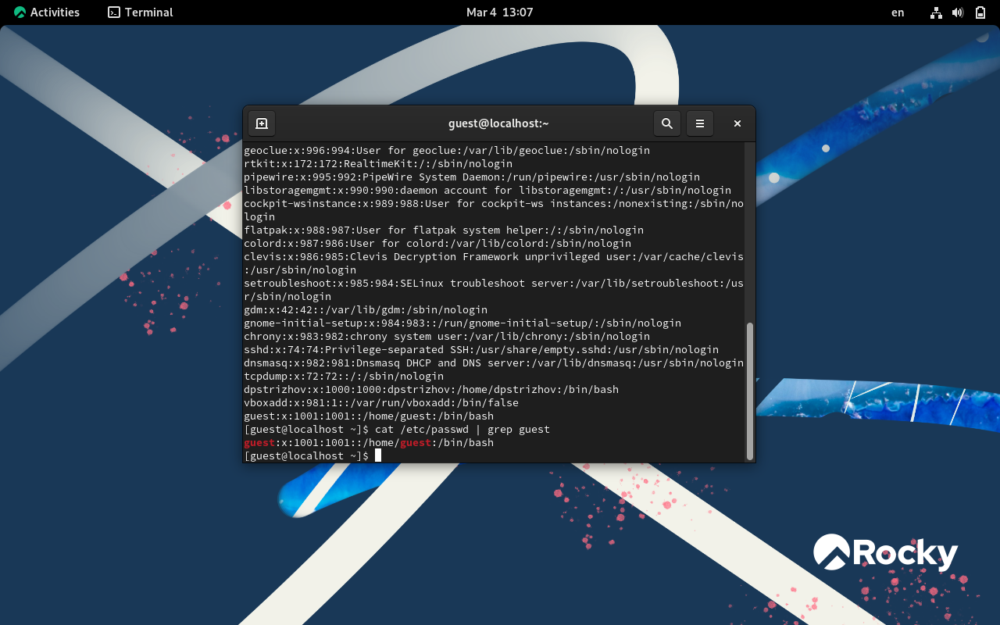 Activities
Terminal
Mar 4 13:07
en
guest@localhost:~
geoclue:x:996:994:User for geoclue:/var/lib/geoclue:/sbin/nologin
rtkit:x:172:172:RealtimeKit:/:/sbin/nologin
pipewire:x:995:992:PipeWire System Daemon:/run/pipewire:/usr/sbin/nologin
libstoragemgmt:x:990:990:daemon account for libstoragemgmt:/:/usr/sbin/nologin
cockpit-wsinstance:x:989:988:User for cockpit-ws instances:/nonexisting:/sbin/no
login
flatpak:x:988:987:User for flatpak system helper:/:/sbin/nologin
colord:x:987:986:User for colord:/var/lib/colord:/sbin/nologin
clevis:x:986:985:Clevis Decryption Framework unprivileged user:/var/cache/clevis
:/usr/sbin/nologin
setroubleshoot:x:985:984:SELinux troubleshoot server:/var/lib/setroubleshoot:/us
r/sbin/nologin
gdm:x:42:42::/var/lib/gdm:/sbin/nologin
gnome-initial-setup:x:984:983::/run/gnome-initial-setup/:/sbin/nologin
chrony:x:983:982:chrony system user:/var/lib/chrony:/sbin/nologin
sshd:x:74:74:Privilege-separated SSH:/usr/share/empty.sshd:/usr/sbin/nologin
dnsmasq:x:982:981:Dnsmasq DHCP and DNS server:/var/lib/dnsmasq:/usr/sbin/nologin
tcpdump:x:72:72::/:/sbin/nologin
dpstrizhov:x:1000:1000:dpstrizhov:/home/dpstrizhov:/bin/bash
vboxadd:x:981:1::/var/run/vboxadd:/bin/false
guest:x:1001:1001::/home/guest:/bin/bash
[guest@localhost ~]$ cat /etc/passwd | grep guest
guest:x:1001:1001::/home/guest:/bin/bash
[guest@localhost ~]$
Rocky